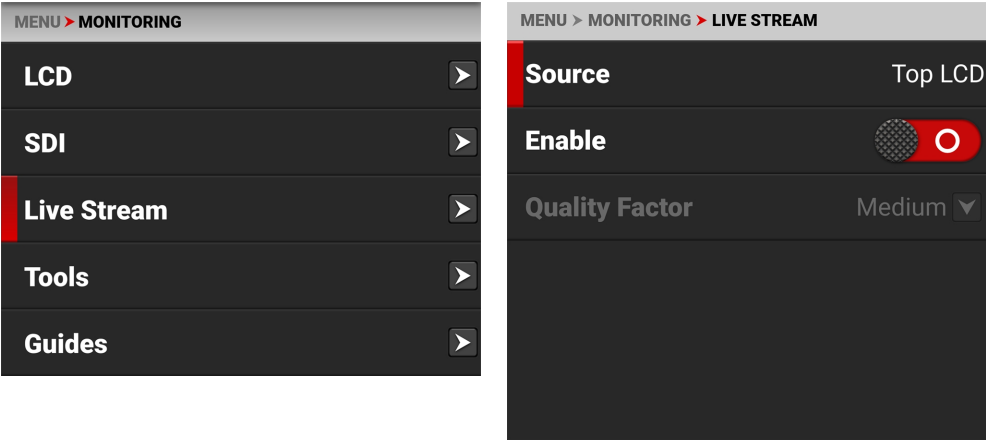 MENU MONITORING
LCD
SDI
Live Stream
Tools
Guides
MENU MONITORING LIVE STREAM
Source Top LCD
Enable
Quality Factor Medium